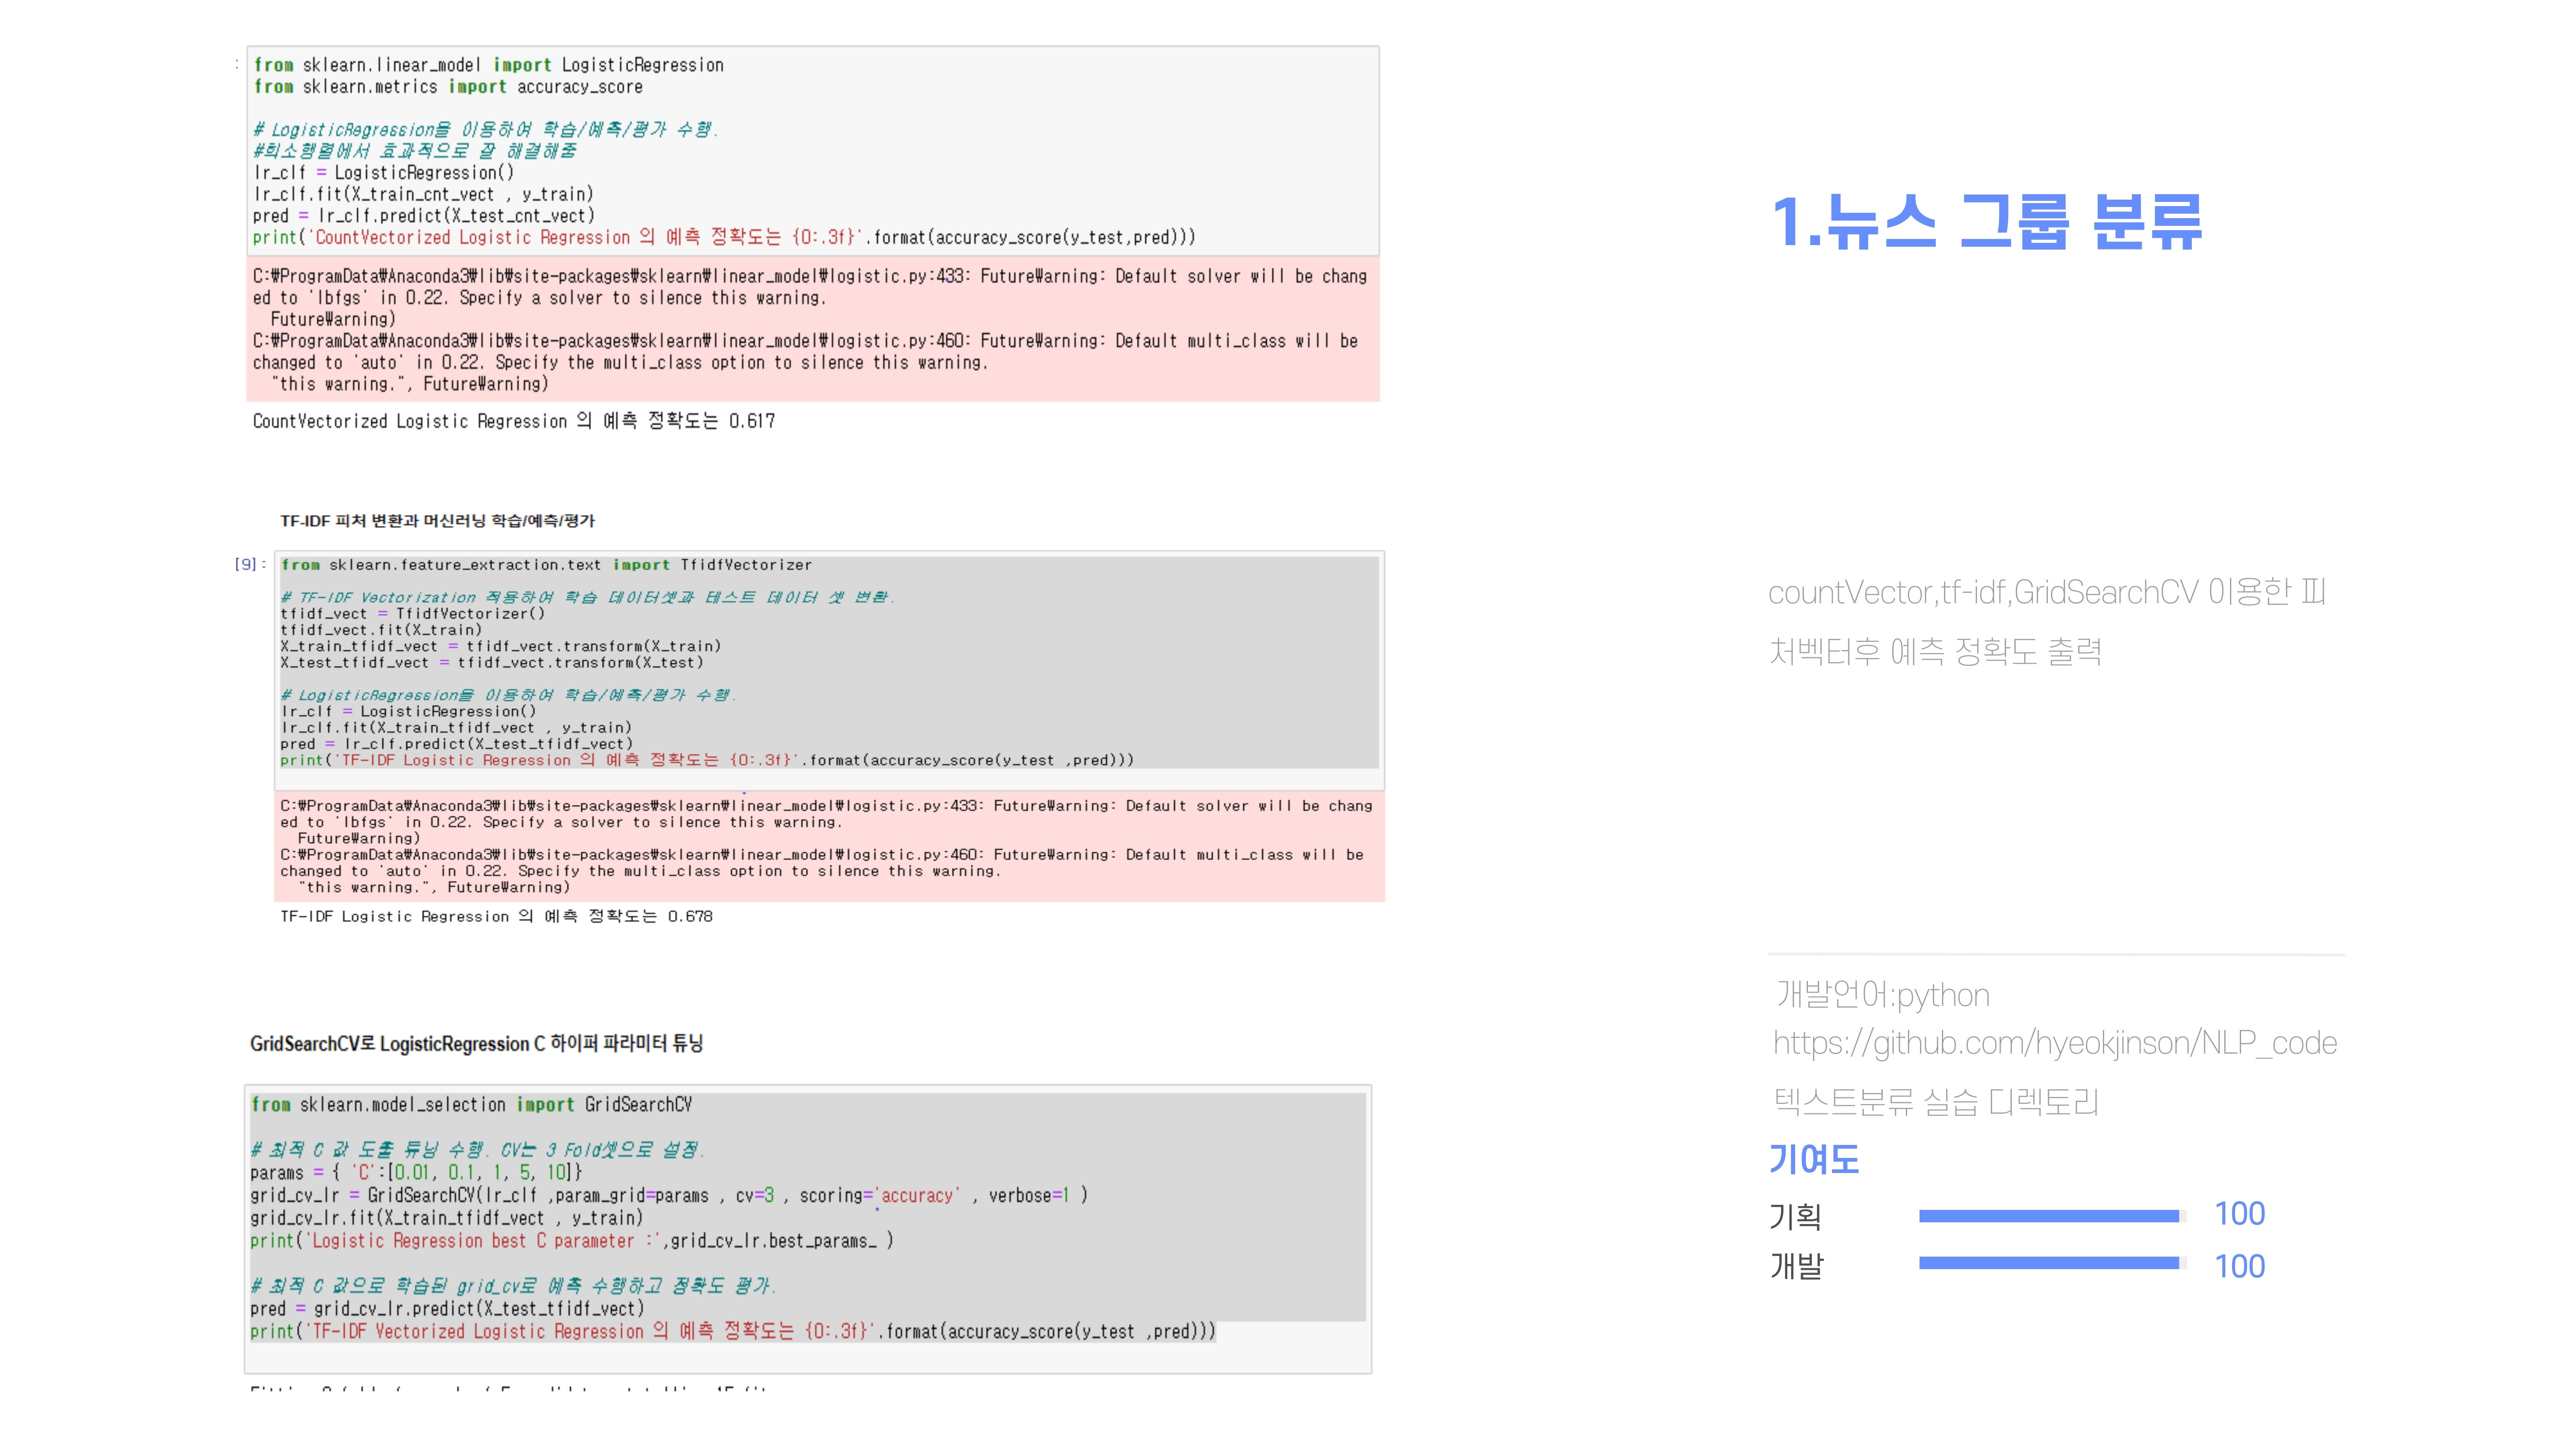 : from sklearn.linear_model import LogisticRegression
from sklearn.metrics import accuracy_score
# LogisticRegression을 이용하여 학습/예측/평가 수행.
#희소행렬에서 효과적으로 잘 해결해줌
lr_clf = LogisticRegression()
lr_clf.fit(X_train_cnt_vect , y_train)
pred = lr_clf.predict(X_test_cnt_vect)
print('CountVectorized Logistic Regression 의 예측 정확도는 {0:.3f}'.format(accuracy_score(y_test,pred)))
C:₩ProgramData₩Anaconda3₩lib₩site-packages₩sklearn₩linear_model₩logistic.py:433: FutureWarning: Default solver will be chang
ed to 'lbfgs' in 0.22. Specify a solver to silence this warning.
FutureWarning)
C:₩ProgramData₩Anaconda3₩lib₩site-packages₩sklearn₩linear_model₩logistic.py:460: FutureWarning: Default multi_class will be
changed to 'auto' in 0.22. Specify the multi_class option to silence this warning.
"this warning.", FutureWarning)
CountVectorized Logistic Regression 의 예측 정확도는 0.617
TF-IDF 피처 변환과 머신러닝 학습/예측/평가
[9]: from sklearn.feature_extraction.text import TfidfVectorizer
# TF-IDF Vectorization 적용하여 학습 데이터셋과 테스트 데이터 셋 변환.
tfidf_vect = TfidfVectorizer()
tfidf_vect.fit(X_train)
X_train_tfidf_vect = tfidf_vect.transform(X_train)
X_test_tfidf_vect = tfidf_vect.transform(X_test)
# LogisticRegression을 이용하여 학습/예측/평가 수행.
lr_clf = LogisticRegression()
lr_clf.fit(X_train_tfidf_vect , y_train)
pred = lr_clf.predict(X_test_tfidf_vect)
print('TF-IDF Logistic Regression 의 예측 정확도는 {0:.3f}'.format(accuracy_score(y_test ,pred)))
C:₩ProgramData₩Anaconda3₩lib₩site-packages₩sklearn₩linear_model₩logistic.py:433: FutureWarning: Default solver will be chang
ed to 'lbfgs' in 0.22. Specify a solver to silence this warning.
FutureWarning)
C:₩ProgramData₩Anaconda3₩lib₩site-packages₩sklearn₩linear_model₩logistic.py:460: FutureWarning: Default multi_class will be
changed to 'auto' in 0.22. Specify the multi_class option to silence this warning.
"this warning.", FutureWarning)
TF-IDF Logistic Regression 의 예측 정확도는 0.678
GridSearchCV로 LogisticRegression C 하이퍼 파라미터 튜닝
from sklearn.model_selection import GridSearchCV
# 최적 C 값 도출 튜닝 수행. CV는 3 Fold셋으로 설정.
params = { 'C':[0.01, 0.1, 1, 5, 10]}
grid_cv_lr = GridSearchCV(lr_clf ,param_grid=params , cv=3 , scoring='accuracy' , verbose=1 )
grid_cv_lr.fit(X_train_tfidf_vect , y_train)
print('Logistic Regression best C parameter :',grid_cv_lr.best_params_ )
# 최적 C 값으로 학습된 grid_cv로 예측 수행하고 정확도 평가.
pred = grid_cv_lr.predict(X_test_tfidf_vect)
print('TF-IDF Vectorized Logistic Regression 의 예측 정확도는 {0:.3f}'.format(accuracy_score(y_test ,pred)))
1.뉴스 그룹 분류
countVector,tf-idf,GridSearchCV 이용한 피
처벡터후 예측 정확도 출력
개발언어:python
https://github.com/hyeokjinson/NLP_code
텍스트분류 실습 디렉토리
기여도
기획 100
개발 100